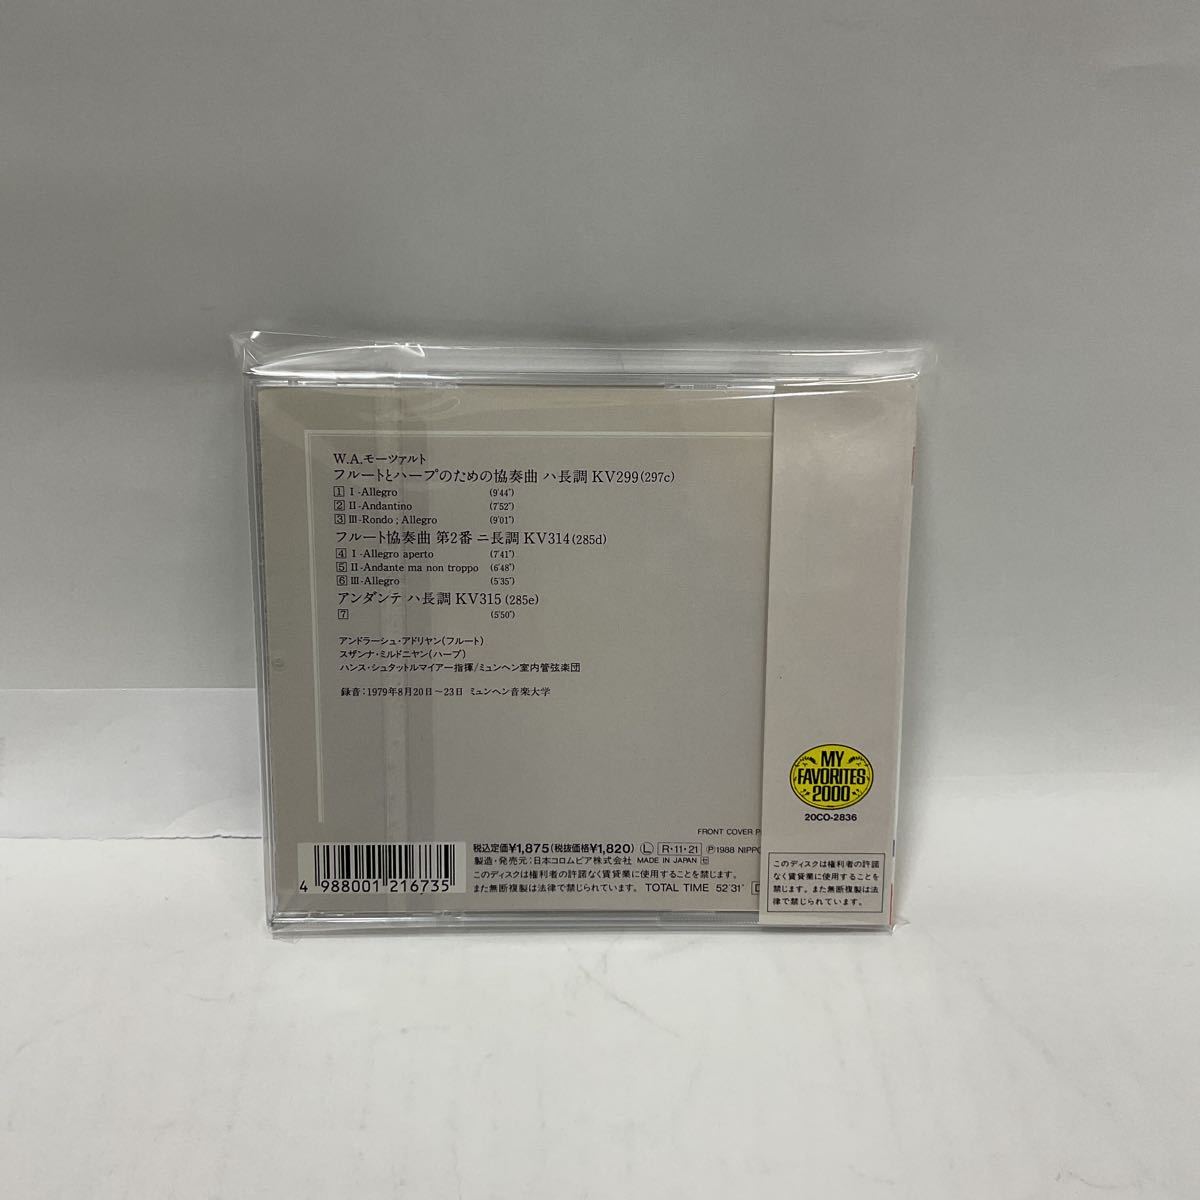 W.A.モーツァルト
フルートとハープのための協奏曲 ハ長調 KV299(297c)
1 I-Allegro (9′44″)
2 II-Andantino (7′52″)
3 III-Rondo; Allegro (9′01″)
フルート協奏曲 第2番 ニ長調 KV314(285d)
4 I-Allegro aperto (7′41″)
5 II-Andante ma non troppo (6′48″)
6 III-Allegro (5′35″)
アンダンテ ハ長調 KV315(285e)
7 (5′50″)
アンドラーシュ・アドリヤン(フルート)
スザンナ・ミルドニヤン(ハープ)
ハンス・シュタットルマイアー指揮/ミュンヘン室内管弦楽団
録音:1979年8月20日~23日 ミュンヘン音楽大学
FRONT COVER
税込定価¥1,875(税抜価格¥1,820) L R・11・21 ℗1988 NIPPO
製造・発売元:日本コロムビア株式会社 MADE IN JAPAN
このディスクは権利者の許諾なく賃貸業に使用することを禁じます。
また無断複製は法律で禁じられています。 TOTAL TIME 52′31″
4 988001 216735
MY
FAVORITES
2000
20CO-2836
このディスクは権利者の許諾
なく賃貸業に使用することを
禁じます。また無断複製は法
律で禁じられています。